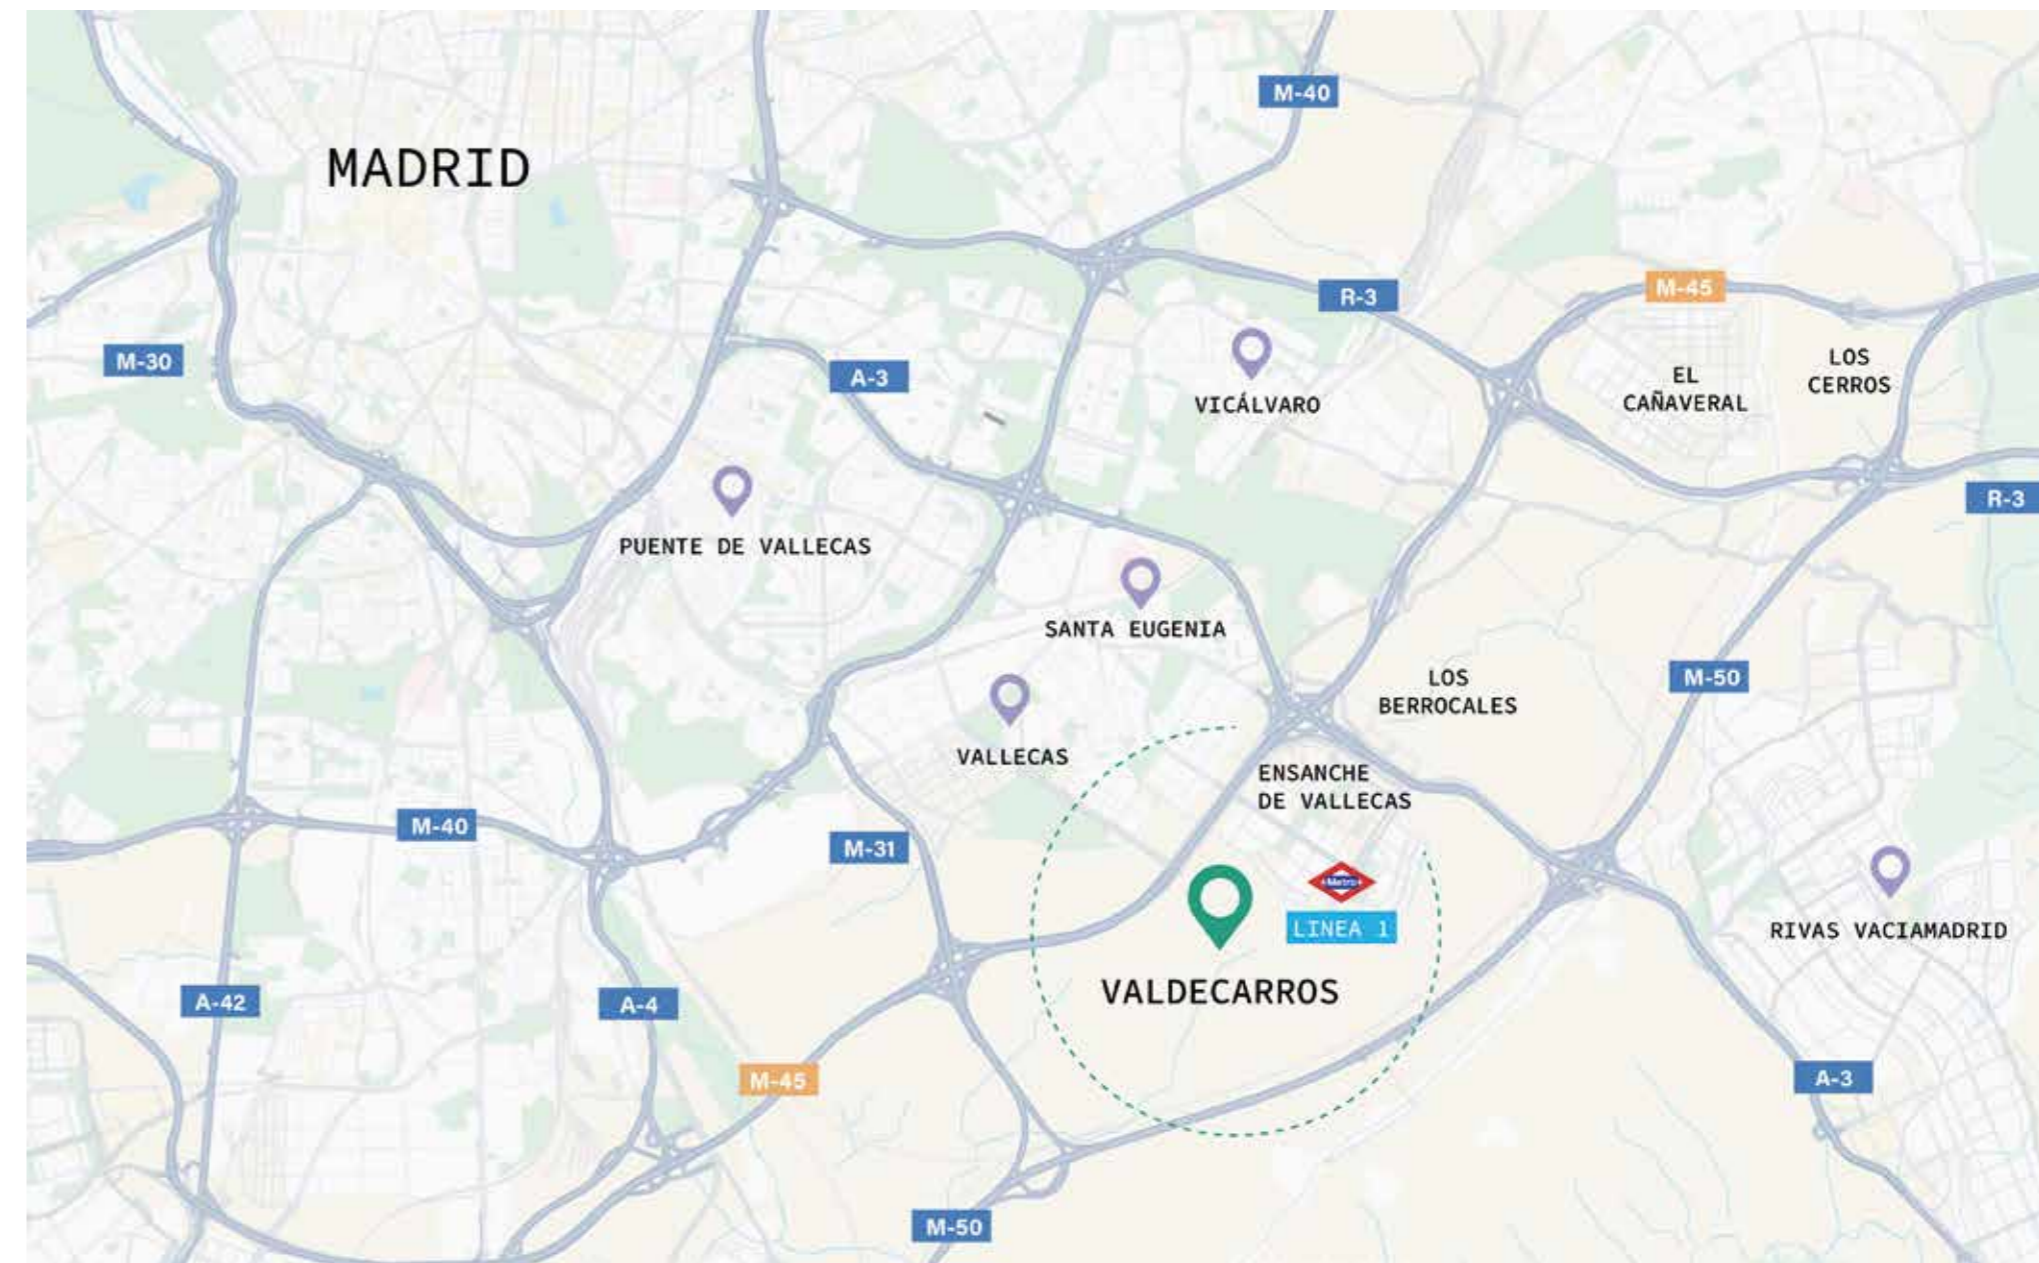 M-40
MADRID
R-3
M-45
M-30
A-3
VICÁLVARO
EL
CAÑAVERAL
LOS
CERROS
R-3
PUENTE DE VALLECAS
SANTA EUGENIA
LOS
BERROCALES
M-50
VALLECAS
ENSANCHE
DE VALLECAS
M-40
M-31
Metro
LINEA 1
RIVAS VACIAMADRID
VALDECARROS
A-42
A-4
M-45
A-3
M-50